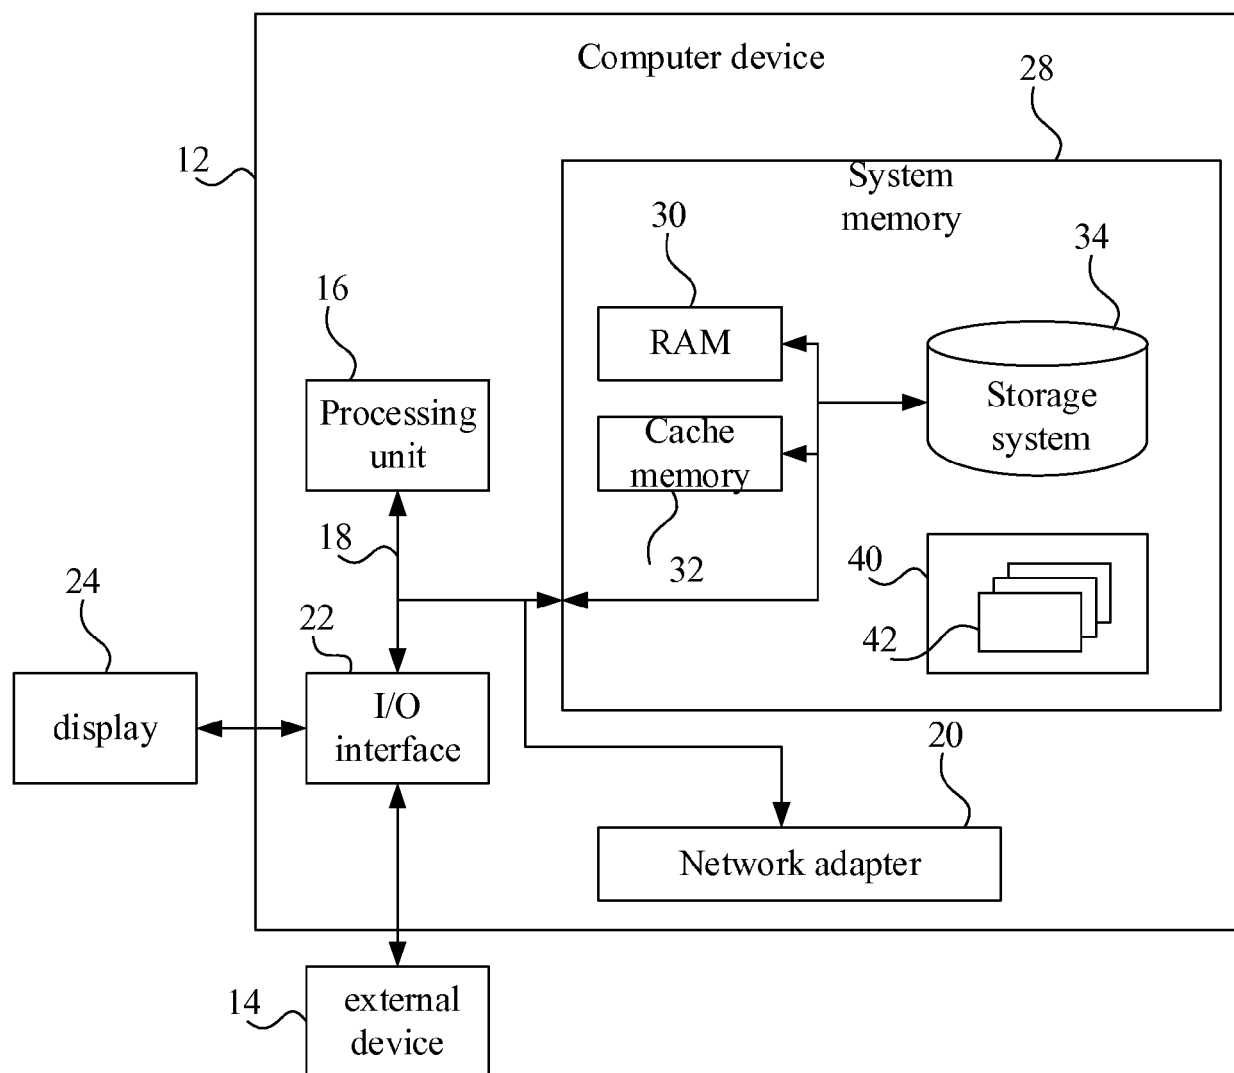 Computer device
28
12
System
memory
30
34
16
RAM
Processing
unit
Storage
system
Cache
memory
18
32
40
24
22
42
display
I/O
interface
20
Network adapter
14
external
device